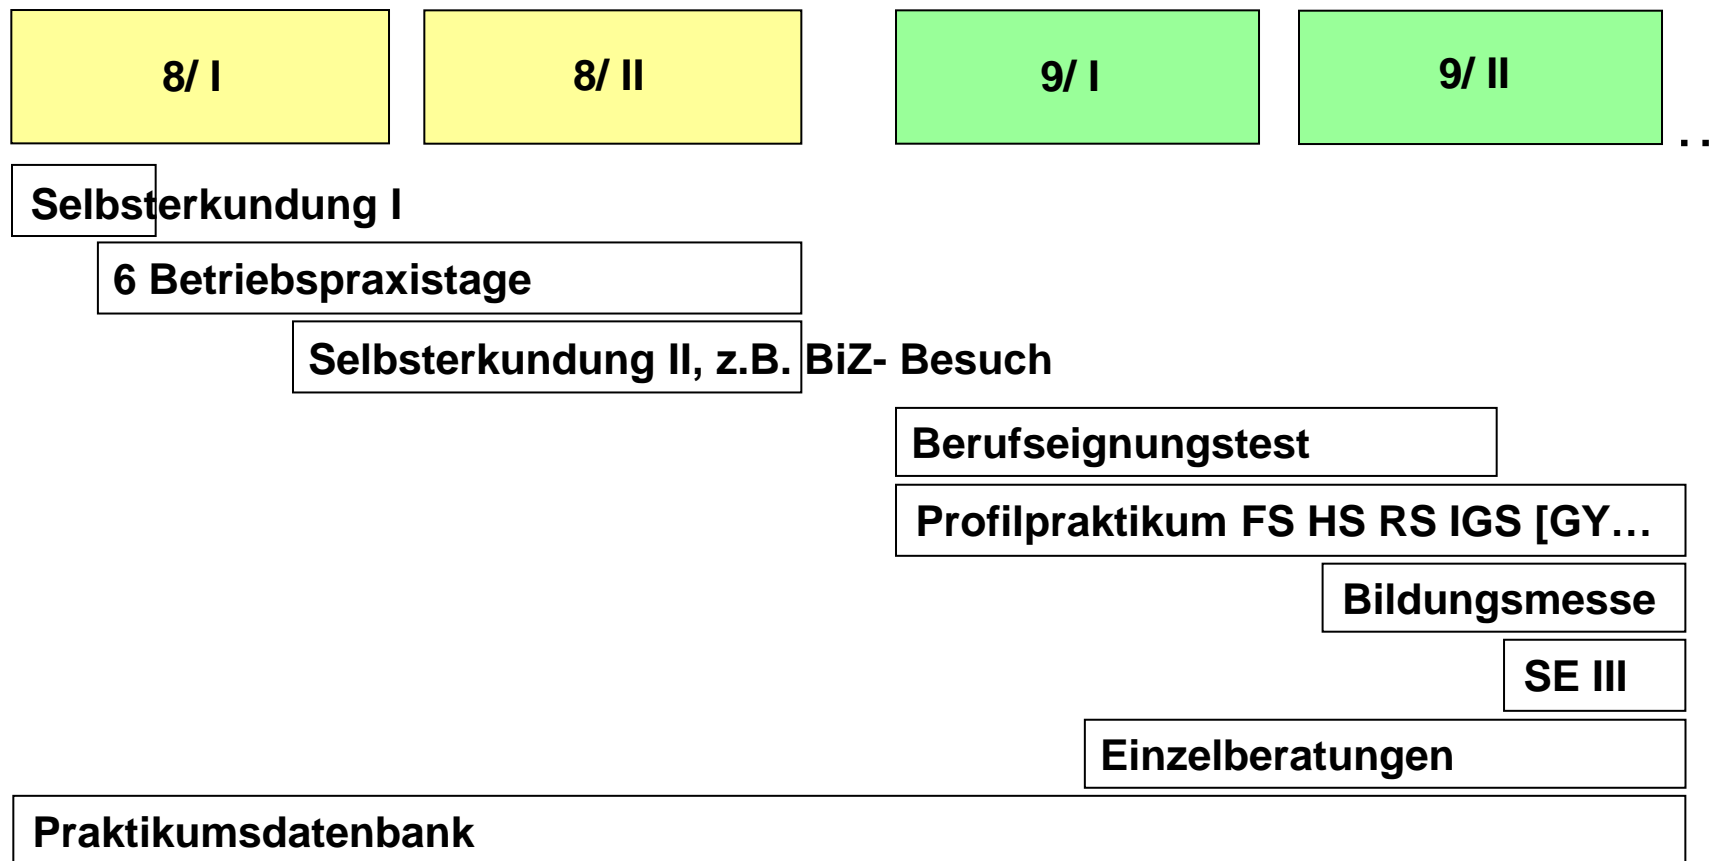 8/ I
8/ II
9/ I
9/ II
. .
Selbsterkundung I
6 Betriebspraxistage
Selbsterkundung II, z.B. BiZ- Besuch
Berufseignungstest
Profilpraktikum FS HS RS IGS [GY…
Bildungsmesse
SE III
Einzelberatungen
Praktikumsdatenbank